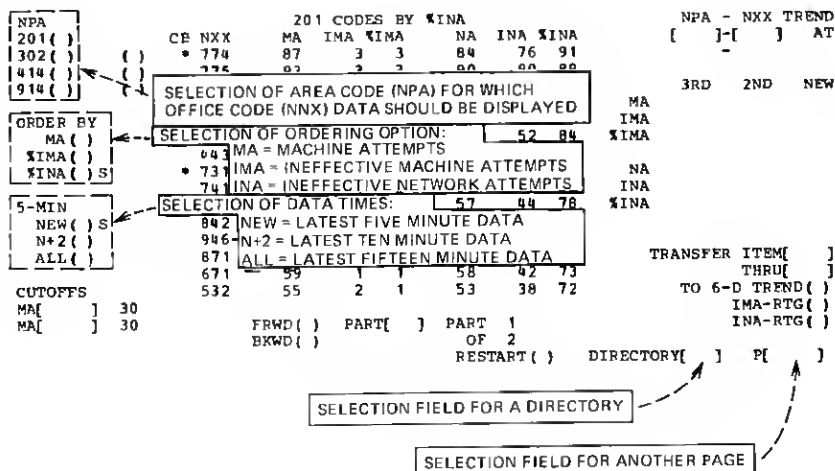 NPA 201 CODES BY %INA NPA - NXX TREND
201( ) CE NXX MA IMA %IMA NA INA %INA [ ]-[ ] AT
302( ) ( ) * 774 87 3 3 84 76 91 -
414( ) ( ) 90 80 88
914( ) (
SELECTION OF AREA CODE (NPA) FOR WHICH
OFFICE CODE (NNX) DATA SHOULD BE DISPLAYED
3RD 2ND NEW
MA
IMA
%IMA
NA
INA
%INA
ORDER BY
MA( )
%IMA( )
%INA( )S
SELECTION OF ORDERING OPTION: 52 84
MA = MACHINE ATTEMPTS
IMA = INEFFECTIVE MACHINE ATTEMPTS
INA = INEFFECTIVE NETWORK ATTEMPTS
* 731
741
5-MIN
NEW( )S
N+2( )
ALL( )
SELECTION OF DATA TIMES: 57 44 78
NEW = LATEST FIVE MINUTE DATA
N+2 = LATEST TEN MINUTE DATA
ALL = LATEST FIFTEEN MINUTE DATA
842
946
871
671 59 1 1 58 42 73
532 55 2 1 53 38 72
TRANSFER ITEM[ ]
THRU[ ]
TO 6-D TREND( )
IMA-RTG( )
INA-RTG( )
CUTOFFS
MA[ ] 30
MA[ ] 30
FRWD( ) PART[ ] PART 1
BKWD( ) OF 2
RESTART( ) DIRECTORY[ ] P[ ]
SELECTION FIELD FOR A DIRECTORY
SELECTION FIELD FOR ANOTHER PAGE